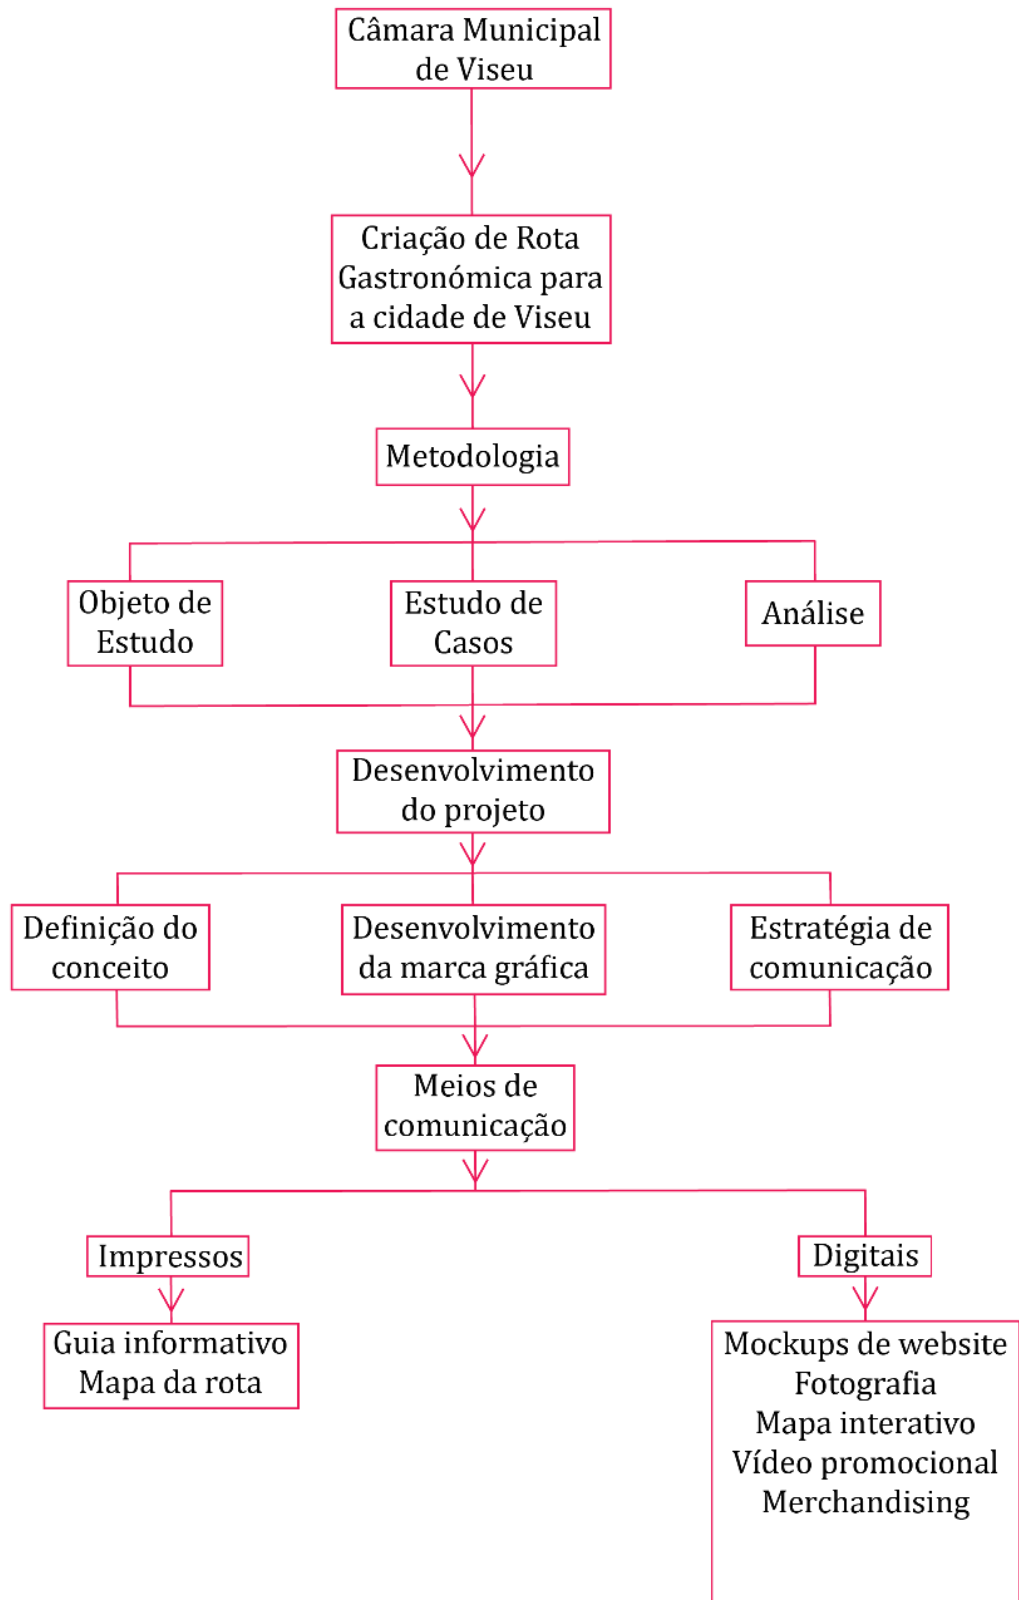 Câmara Municipal
de Viseu
Criação de Rota
Gastronómica para
a cidade de Viseu
Metodologia
Objeto de
Estudo
Estudo de
Casos
Análise
Desenvolvimento
do projeto
Definição do
conceito
Desenvolvimento
da marca gráfica
Estratégia de
comunicação
Meios de
comunicação
Impressos
Digitais
Guia informativo
Mapa da rota
Mockups de website
Fotografia
Mapa interativo
Vídeo promocional
Merchandising